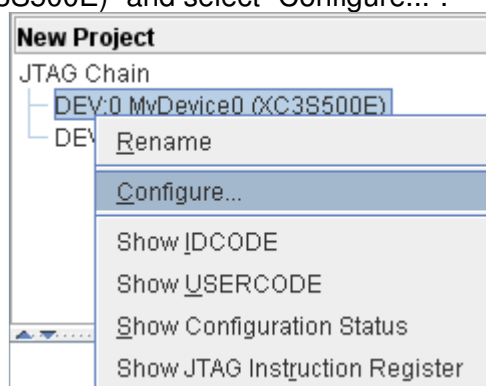 3S500E)" and select "Configure...".
New Project
JTAG Chain
DEV:0 MyDevice0 (XC3S500E)
DEV
Rename
Configure...
Show IDCODE
Show USERCODE
Show Configuration Status
Show JTAG Instruction Register